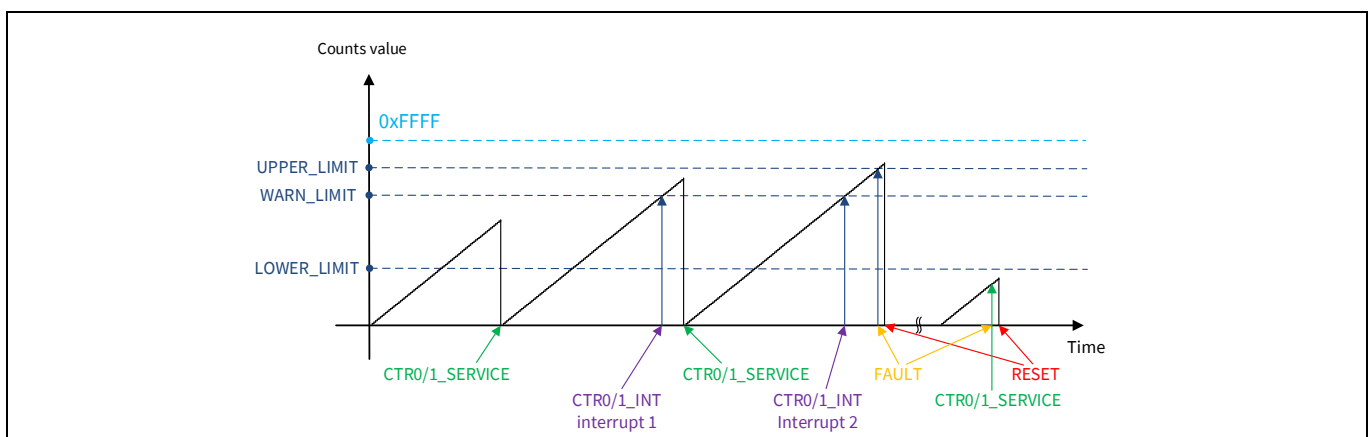 Counts value
0xFFFF
UPPER_LIMIT
WARN_LIMIT
LOWER_LIMIT
Time
CTR0/1_SERVICE
CTR0/1_SERVICE
FAULT
RESET
CTR0/1_INT
interrupt 1
CTR0/1_INT
Interrupt 2
CTR0/1_SERVICE